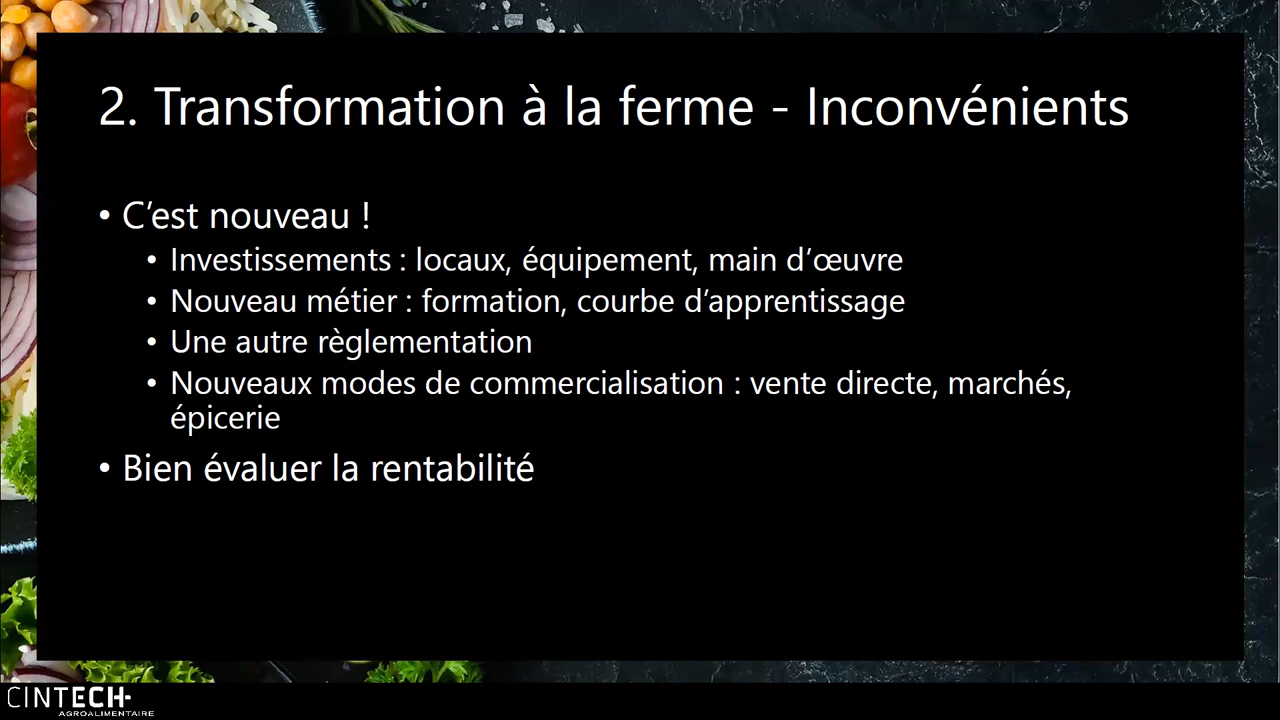 2. Transformation à la ferme - Inconvénients
• C’est nouveau !
• Investissements : locaux, équipement, main d’œuvre
• Nouveau métier : formation, courbe d’apprentissage
• Une autre règlementation
• Nouveaux modes de commercialisation : vente directe, marchés,
épicerie
• Bien évaluer la rentabilité
CINTECH
AGROALIMENTAIRE